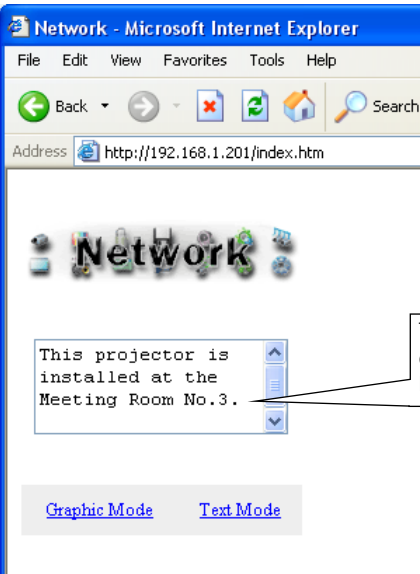 Network - Microsoft Internet Explorer
File Edit View Favorites Tools Help
Back Search
Address http://192.168.1.201/index.htm
Network
This projector is
installed at the
Meeting Room No.3.
Graphic Mode Text Mode